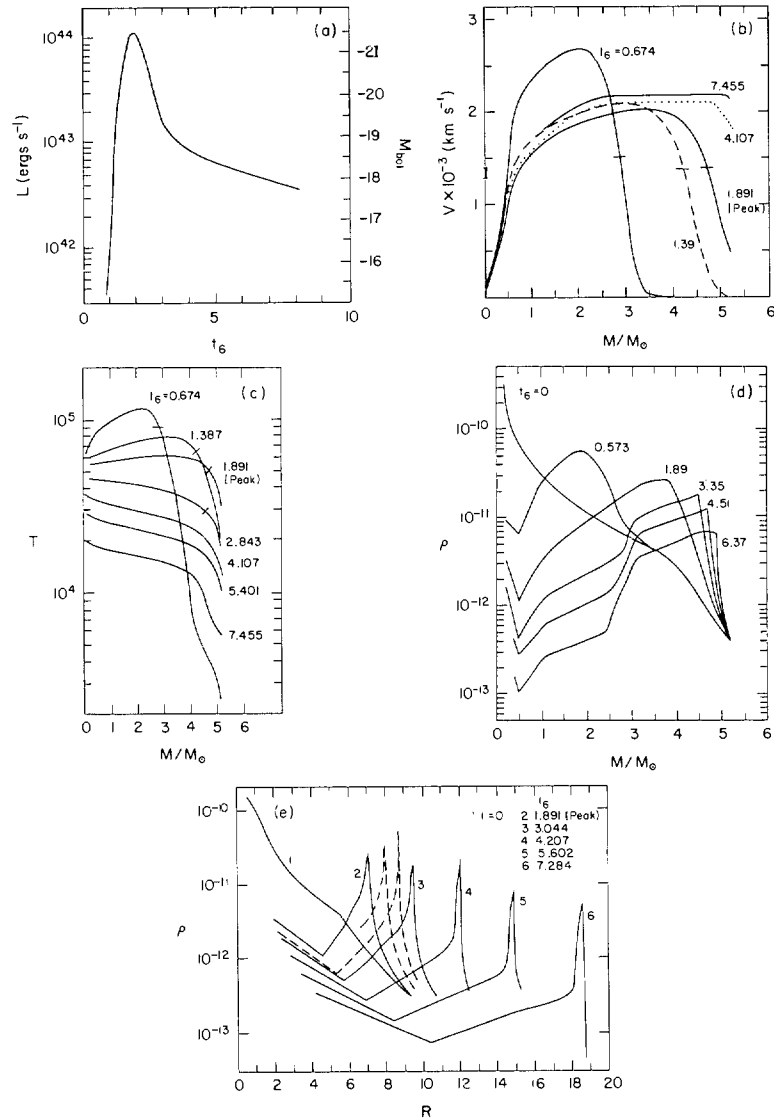 (a)
10⁴⁴
10⁴³
10⁴²
L (ergs s⁻¹)
-21
-20
-19
-18
-17
-16
M_bol
0 5 10
t₆
(b)
t₆=0.674
7.455
4.107
1.891
(Peak)
1.39
3
2
1
V × 10⁻³ (km s⁻¹)
0 1 2 3 4 5 6
M/M⊙
(c)
t₆=0.674
1.387
1.891
(Peak)
2.843
4.107
5.401
7.455
10⁵
10⁴
T
0 1 2 3 4 5
M/M⊙
(d)
t₆=0
0.573
1.89
3.35
4.51
6.37
10⁻¹⁰
10⁻¹¹
10⁻¹²
10⁻¹³
ρ
0 1 2 3 4 5 6
M/M⊙
(e)
t₆
=0 2 1.891 (Peak)
3 3.044
4 4.207
5 5.602
6 7.284
1
2
3
4
5
6
10⁻¹⁰
10⁻¹¹
10⁻¹²
10⁻¹³
ρ
0 2 4 6 8 10 12 14 16 18 20
R